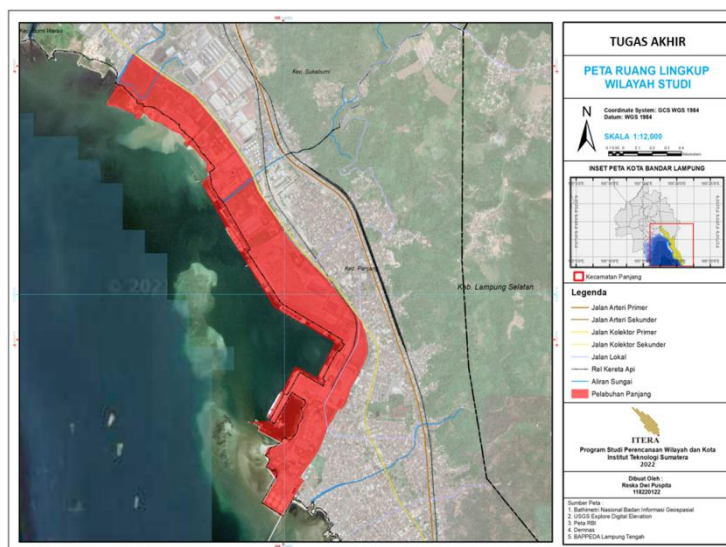 Kec. Sukabumi
Kec. Panjang
Kab. Lampung Selatan
© 202
TUGAS AKHIR
PETA RUANG LINGKUP
WILAYAH STUDI
N
Coordinate System: GCS WGS 1984
Datum: WGS 1984
SKALA 1:12,000
INSET PETA KOTA BANDAR LAMPUNG
Kecamatan Panjang
Legenda
Jalan Arteri Primer
Jalan Arteri Sekunder
Jalan Kolektor Primer
Jalan Kolektor Sekunder
Jalan Lokal
Rel Kereta Api
Aliran Sungai
Pelabuhan Panjang
ITERA
Program Studi Perencanaan Wilayah dan Kota
Institut Teknologi Sumatera
2022
Dibuat Oleh :
Reska Dwi Puspita
118220122
Sumber Peta :
1. Bathimetri Nasional Badan Informasi Geospasial
2. USGS Explore Digital Elevation
3. Peta RBI
4. Demnas
5. BAPPEDA Lampung Tengah